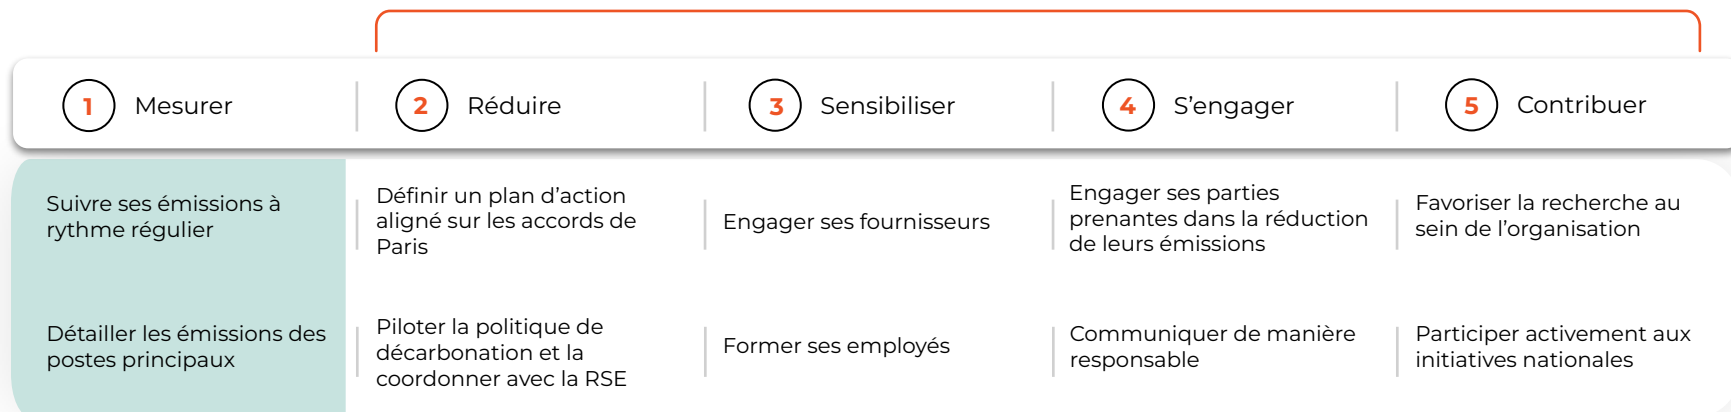 1 Mesurer
2 Réduire
3 Sensibiliser
4 S’engager
5 Contribuer
Suivre ses émissions à
rythme régulier
Définir un plan d’action
aligné sur les accords de
Paris
Engager ses fournisseurs
Engager ses parties
prenantes dans la réduction
de leurs émissions
Favoriser la recherche au
sein de l’organisation
Détailler les émissions des
postes principaux
Piloter la politique de
décarbonation et la
coordonner avec la RSE
Former ses employés
Communiquer de manière
responsable
Participer activement aux
initiatives nationales